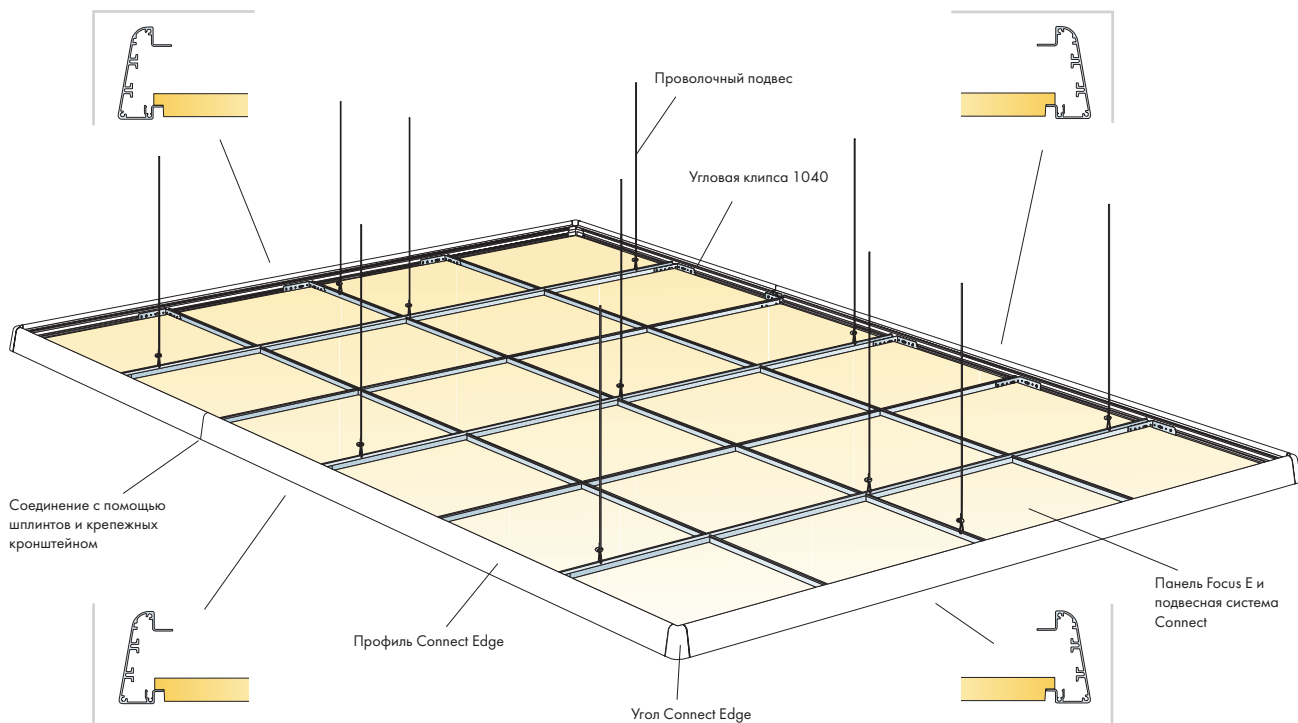 Проволочный подвес
Угловая клипса 1040
Соединение с помощью
шплинтов и крепежных
кронштейном
Панель Focus E и
подвесная система
Connect
Профиль Connect Edge
Угол Connect Edge